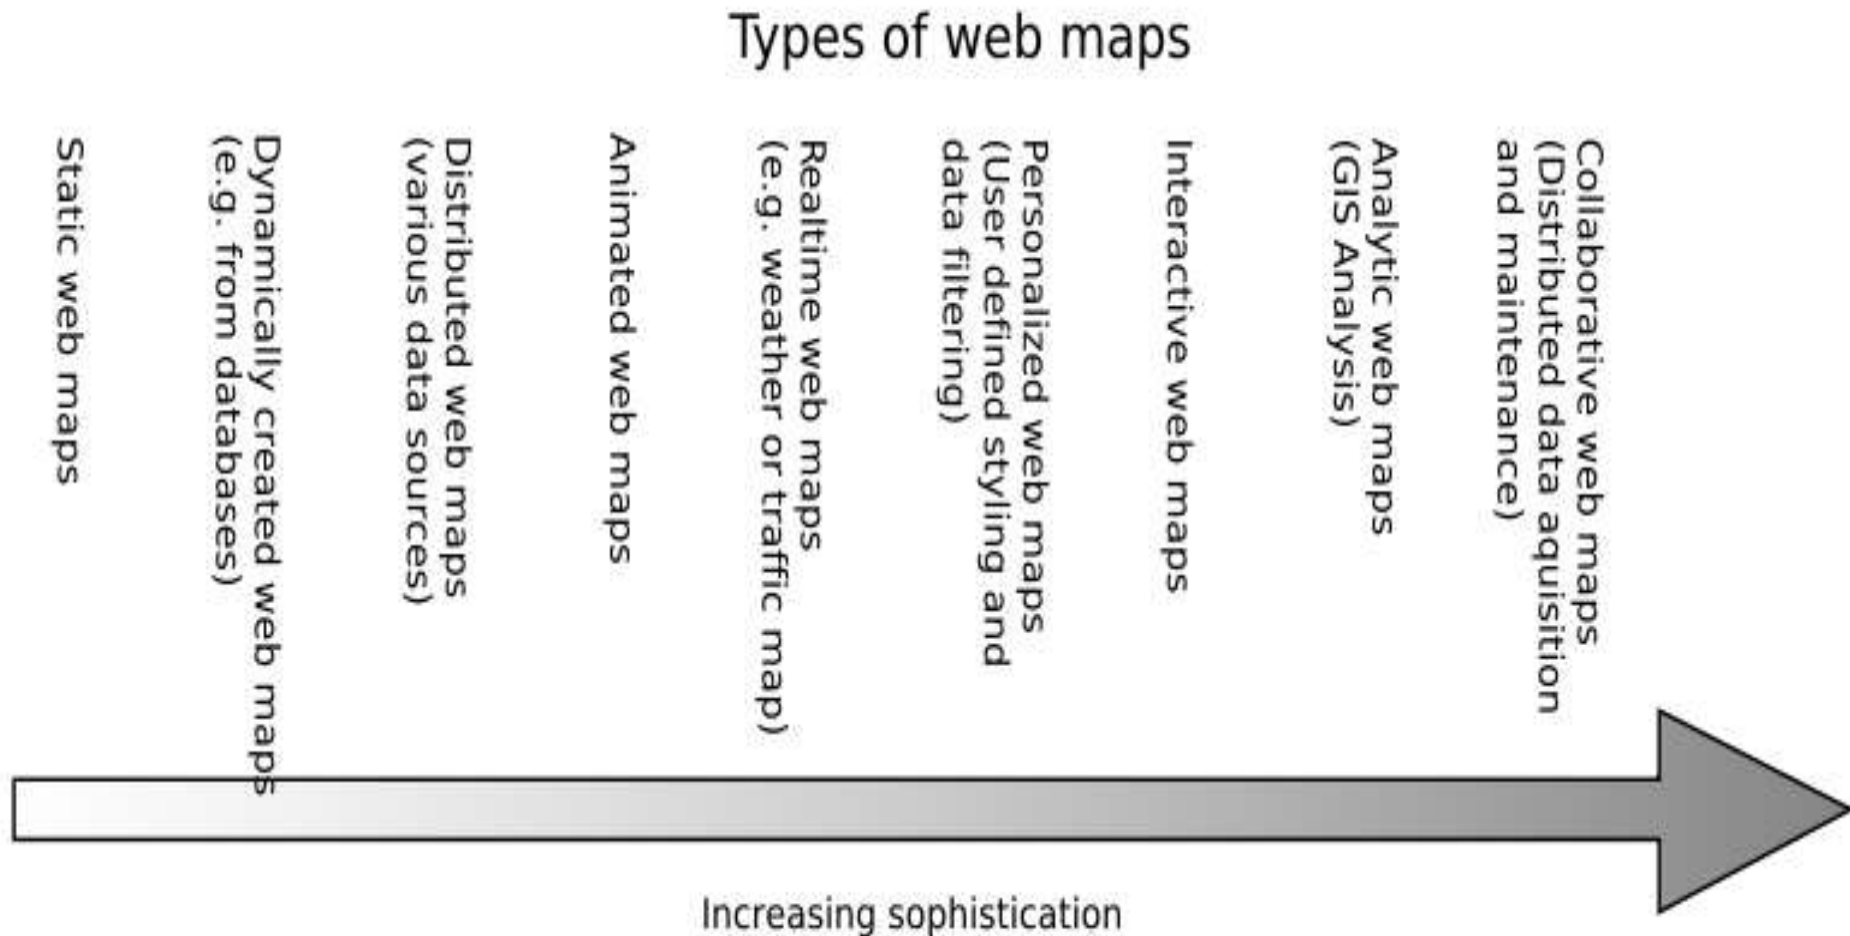 Types of web maps
Static web maps
Dynamically created web maps
(e.g. from databases)
Distributed web maps
(various data sources)
Animated web maps
Realtime web maps
(e.g. weather or traffic map)
Personalized web maps
(User defined styling and
data filtering)
Interactive web maps
Analytic web maps
(GIS Analysis)
Collaborative web maps
(Distributed data aquisition
and maintenance)
Increasing sophistication